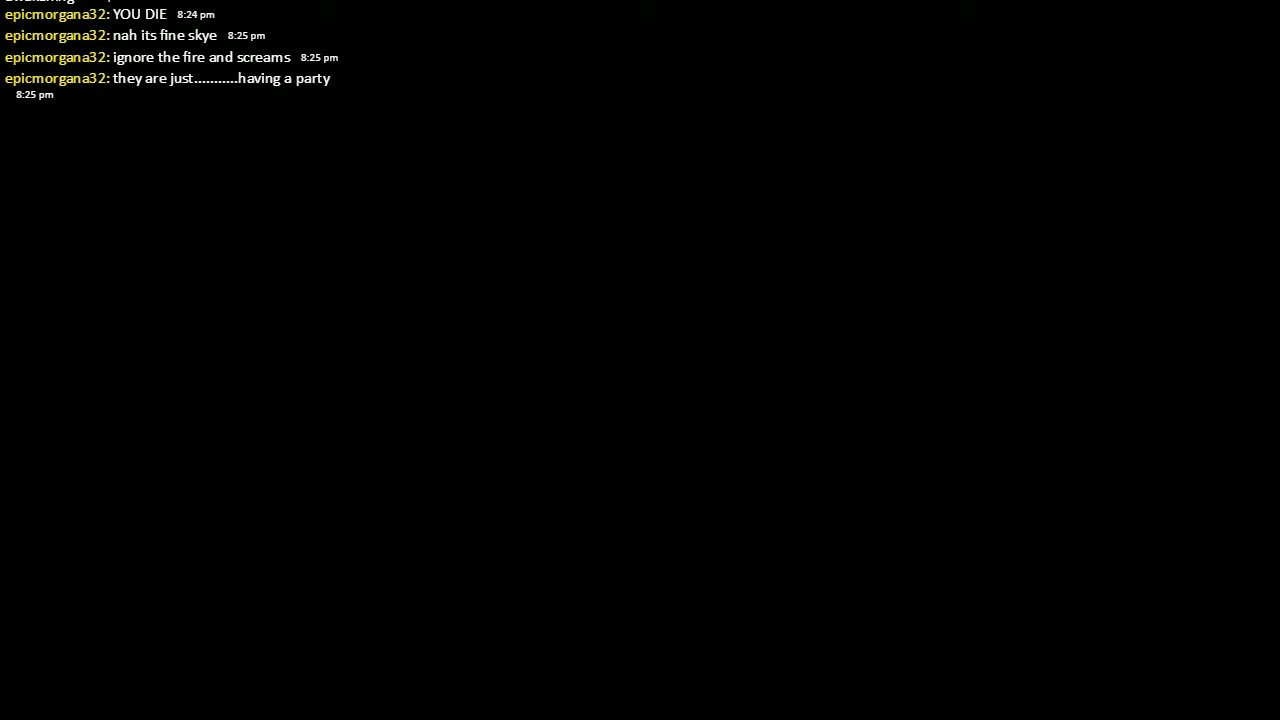 epicmorgana32: YOU DIE 8:24 pm
epicmorgana32: nah its fine skye 8:25 pm
epicmorgana32: ignore the fire and screams 8:25 pm
epicmorgana32: they are just...........having a party
8:25 pm